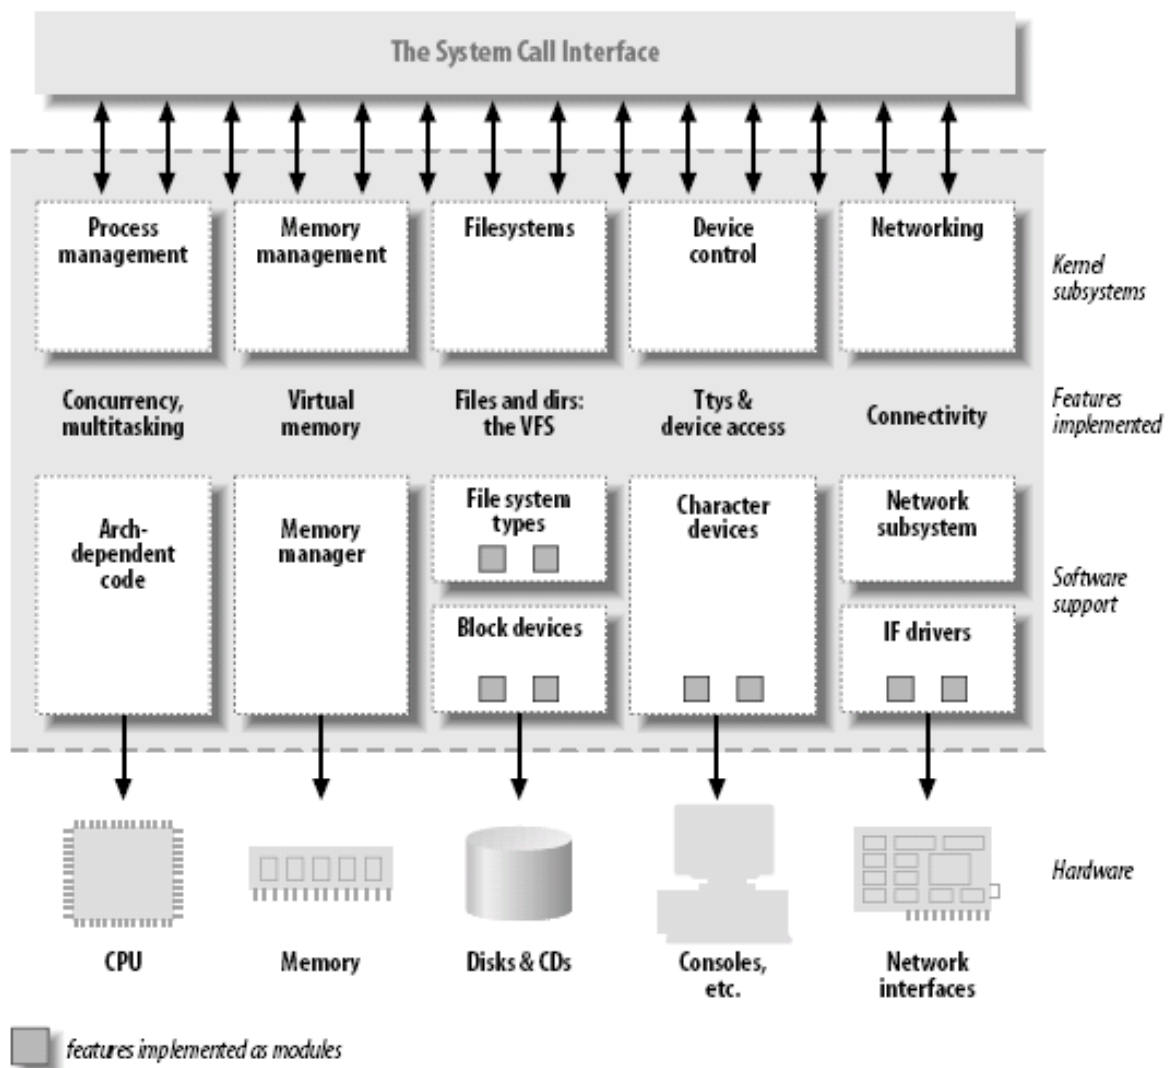 The System Call Interface
Process
management
Memory
management
Filesystems
Device
control
Networking
Kernel
subsystems
Concurrency,
multitasking
Virtual
memory
Files and dirs:
the VFS
Ttys &
device access
Connectivity
Features
implemented
Arch-
dependent
code
Memory
manager
File system
types
Block devices
Character
devices
Network
subsystem
IF drivers
Software
support
Hardware
CPU
Memory
Disks & CDs
Consoles,
etc.
Network
interfaces
features implemented as modules